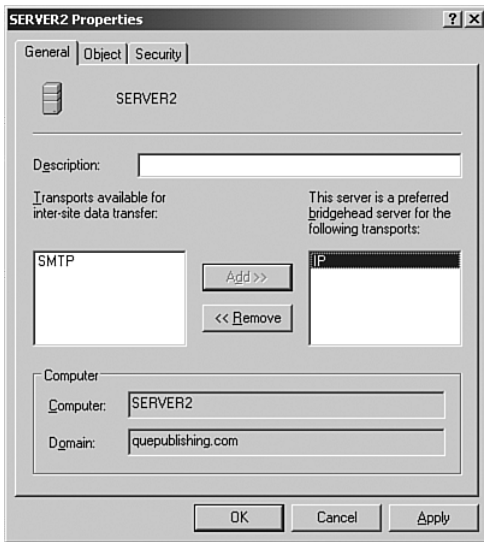 SERVER2 Properties
General
Object
Security
SERVER2
Description:
Transports available for
inter-site data transfer:
This server is a preferred
bridgehead server for the
following transports:
SMTP
IP
Add >>
<< Remove
Computer
Computer:
SERVER2
Domain:
quepublishing.com
OK
Cancel
Apply